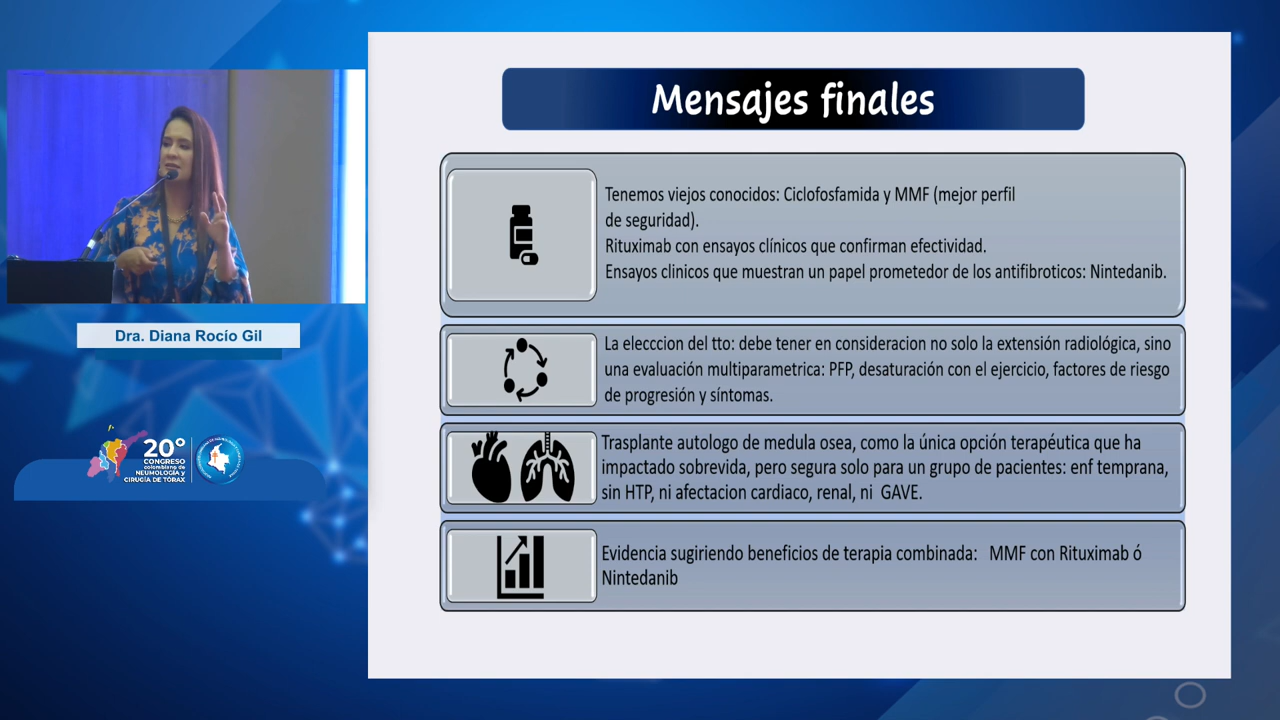 Mensajes finales
Tenemos viejos conocidos: Ciclofosfamida y MMF (mejor perfil
de seguridad).
Rituximab con ensayos clínicos que confirman efectividad.
Ensayos clinicos que muestran un papel prometedor de los antifibroticos: Nintedanib.
La elecccion del tto: debe tener en consideracion no solo la extensión radiológica, sino
una evaluación multiparametrica: PFP, desaturación con el ejercicio, factores de riesgo
de progresión y síntomas.
Trasplante autologo de medula osea, como la única opción terapéutica que ha
impactado sobrevida, pero segura solo para un grupo de pacientes: enf temprana,
sin HTP, ni afectacion cardiaco, renal, ni GAVE.
Evidencia sugiriendo beneficios de terapia combinada: MMF con Rituximab ó
Nintedanib
Dra. Diana Rocío Gil
20°
CONGRESO
colombiano de
NEUMOLOGÍA y
CIRUGÍA DE TÓRAX